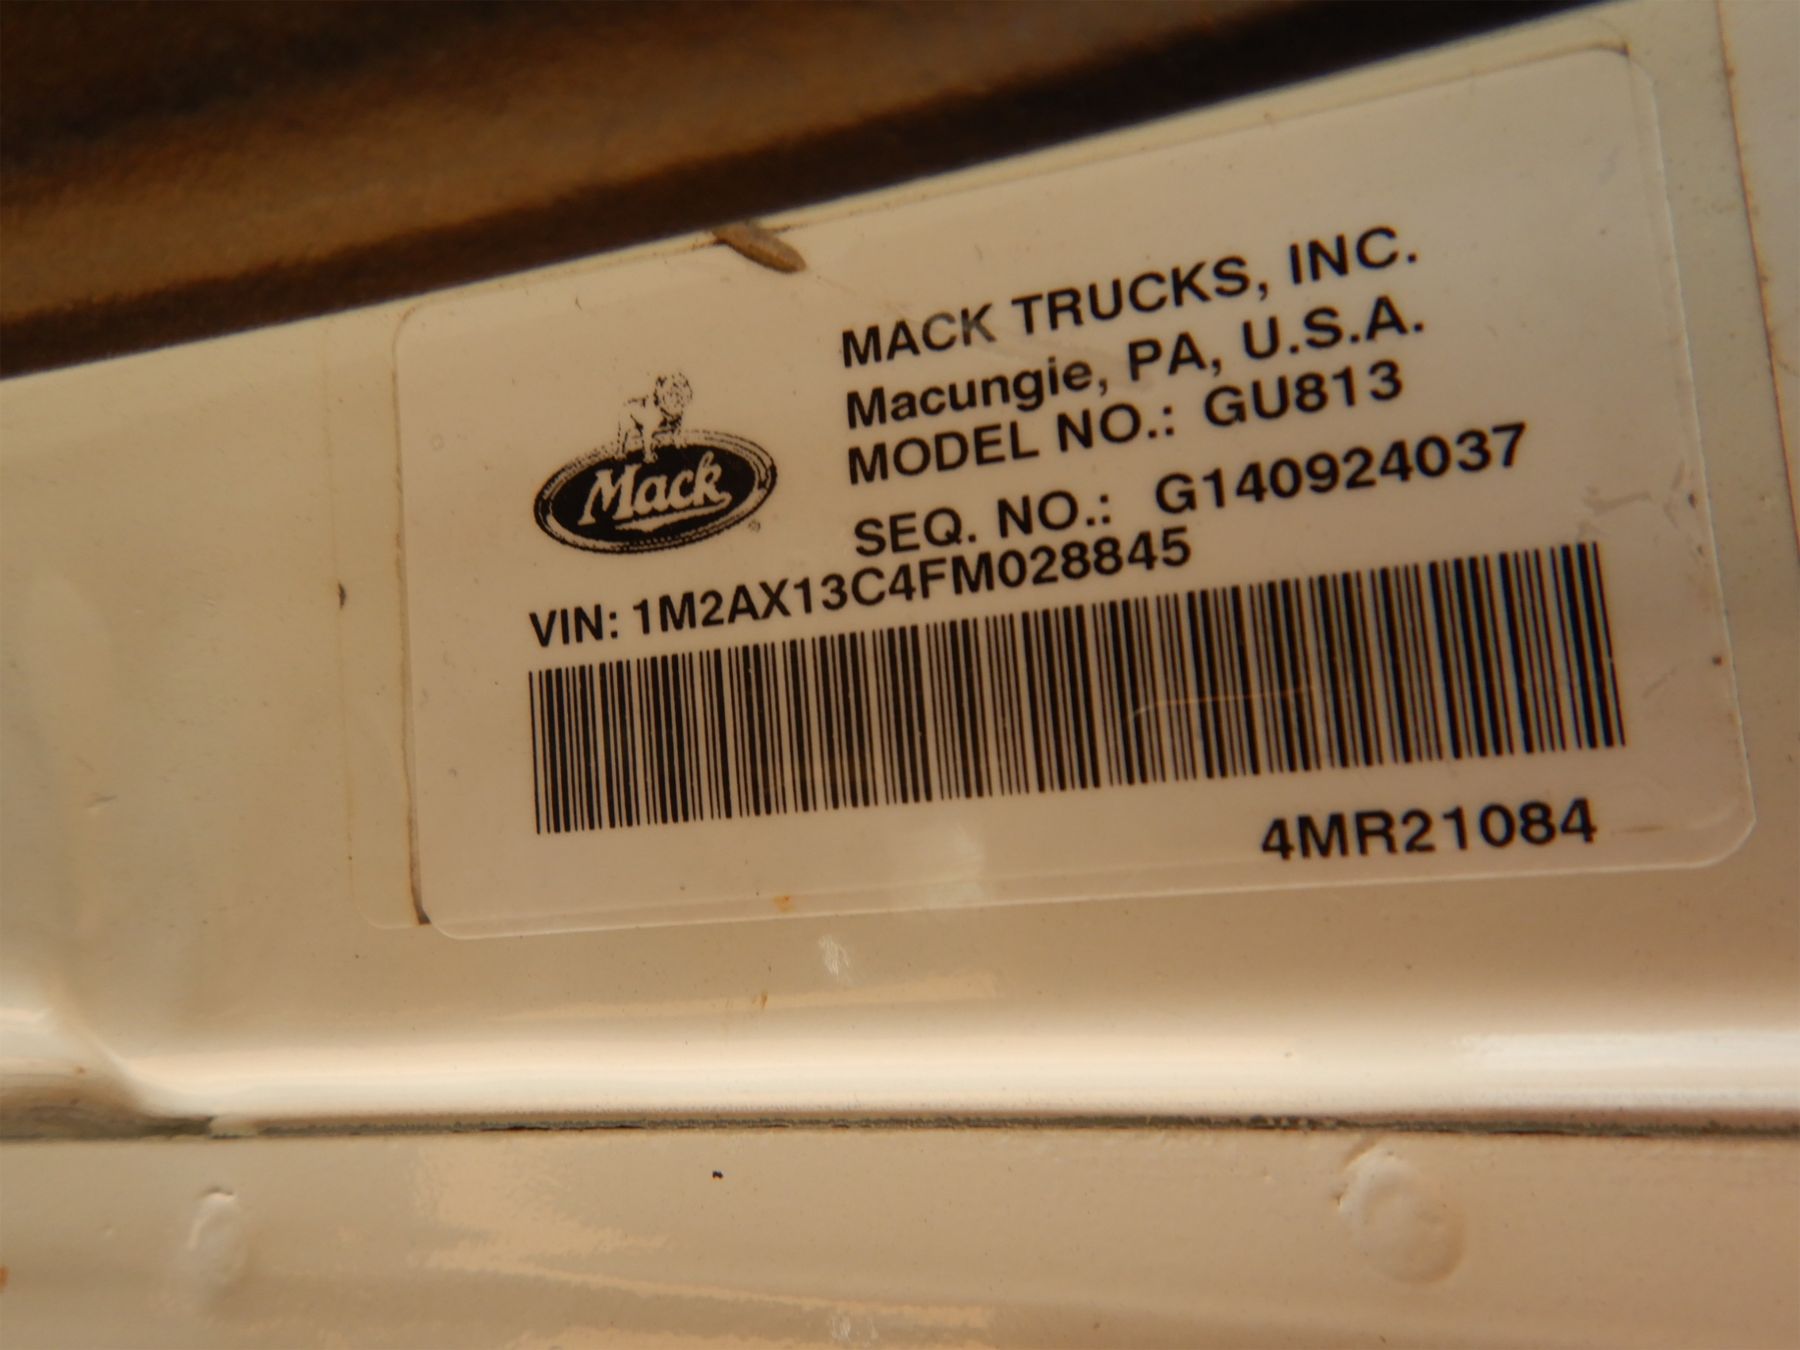 MACK TRUCKS, INC.
Macungie, PA, U.S.A.
MODEL NO.: GU813
SEQ. NO.: G140924037
Mack
VIN: 1M2AX13C4FM028845
4MR21084